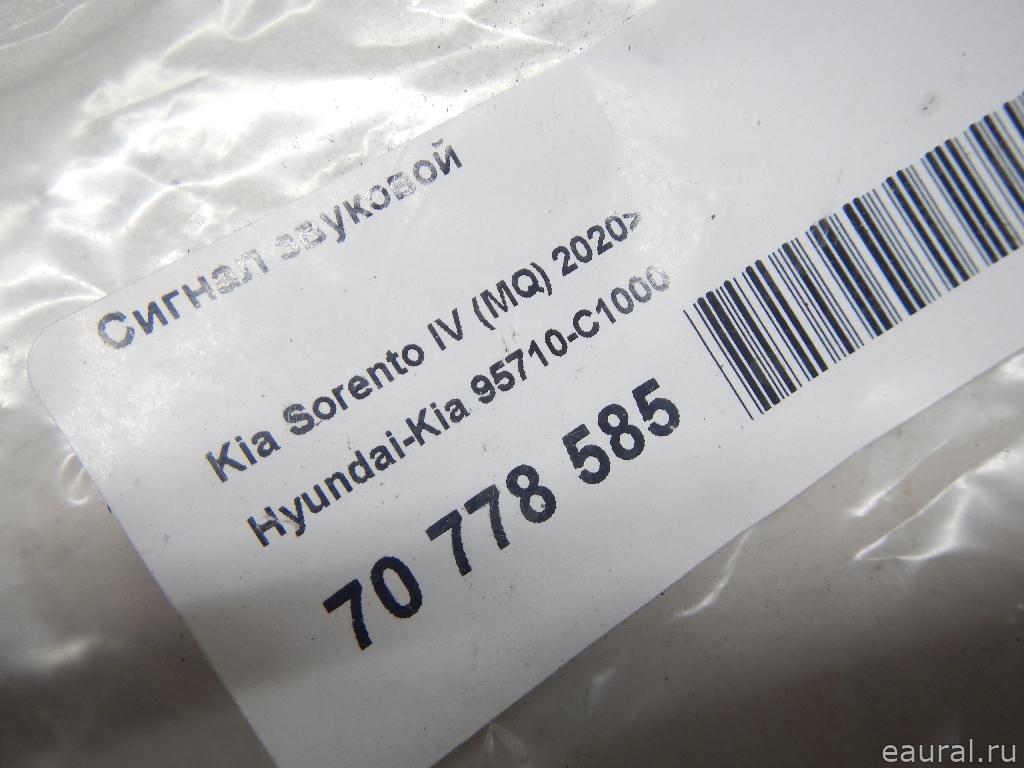 Сигнал звуковой
Kia Sorento IV (MQ) 2020>
Hyundai-Kia 95710-C1000
70 778 585
eaural.ru